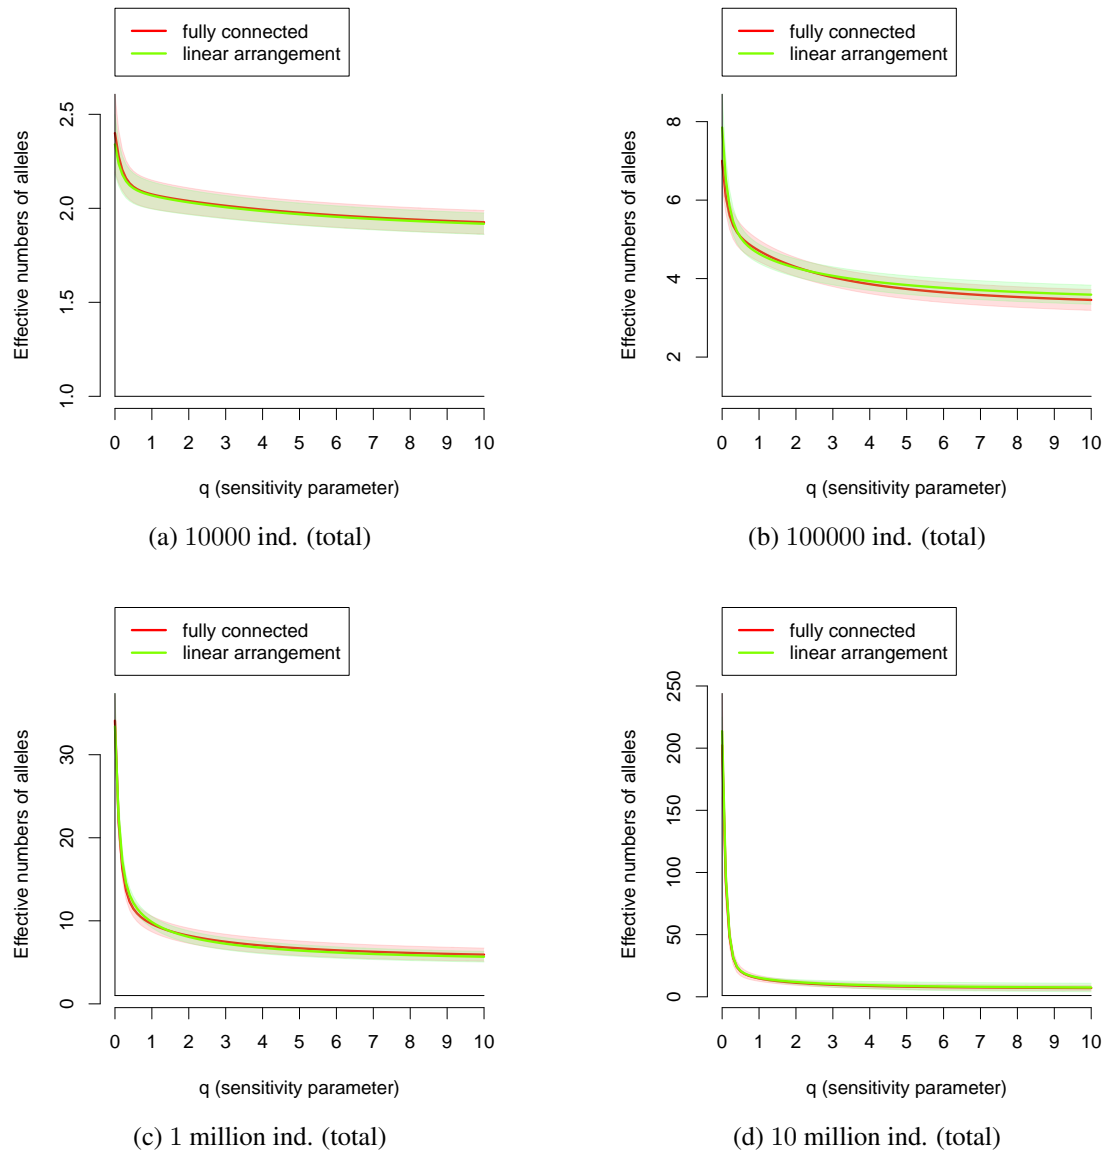 fully connected
linear arrangement
Effective numbers of alleles
1.0 1.5 2.0 2.5
0 1 2 3 4 5 6 7 8 9 10
q (sensitivity parameter)
(a) 10000 ind. (total)
fully connected
linear arrangement
Effective numbers of alleles
2 4 6 8
0 1 2 3 4 5 6 7 8 9 10
q (sensitivity parameter)
(b) 100000 ind. (total)
fully connected
linear arrangement
Effective numbers of alleles
0 10 20 30
0 1 2 3 4 5 6 7 8 9 10
q (sensitivity parameter)
(c) 1 million ind. (total)
fully connected
linear arrangement
Effective numbers of alleles
0 50 100 150 200 250
0 1 2 3 4 5 6 7 8 9 10
q (sensitivity parameter)
(d) 10 million ind. (total)